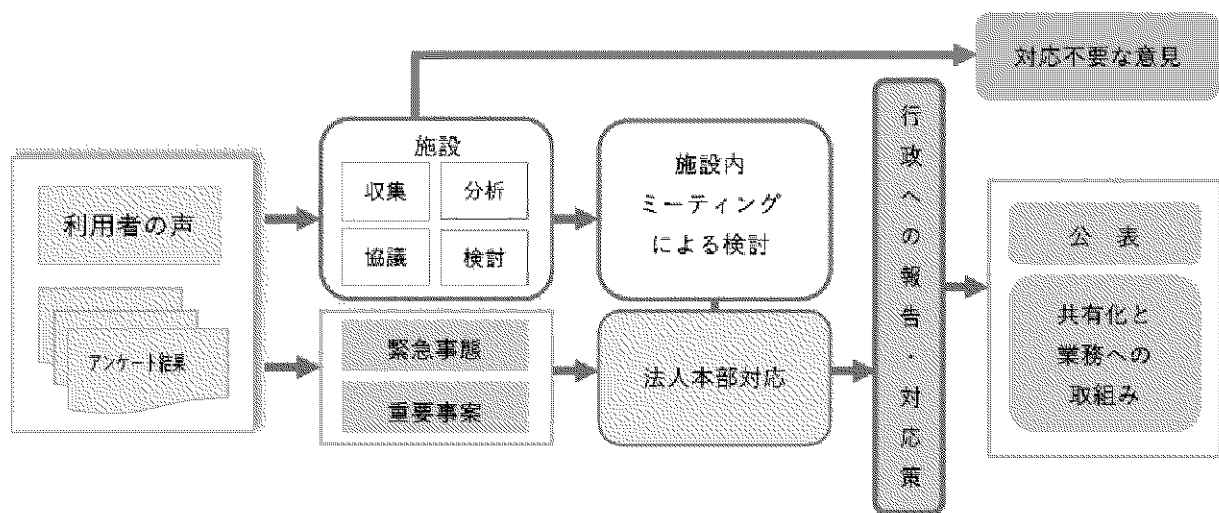 対応不要な意見
利用者の声
アンケート結果
施設
収集
分析
協議
検討
緊急事態
重要事案
施設内
ミーティング
による検討
法人本部対応
行政への報告・対応策
公 表
共有化と
業務への
取組み